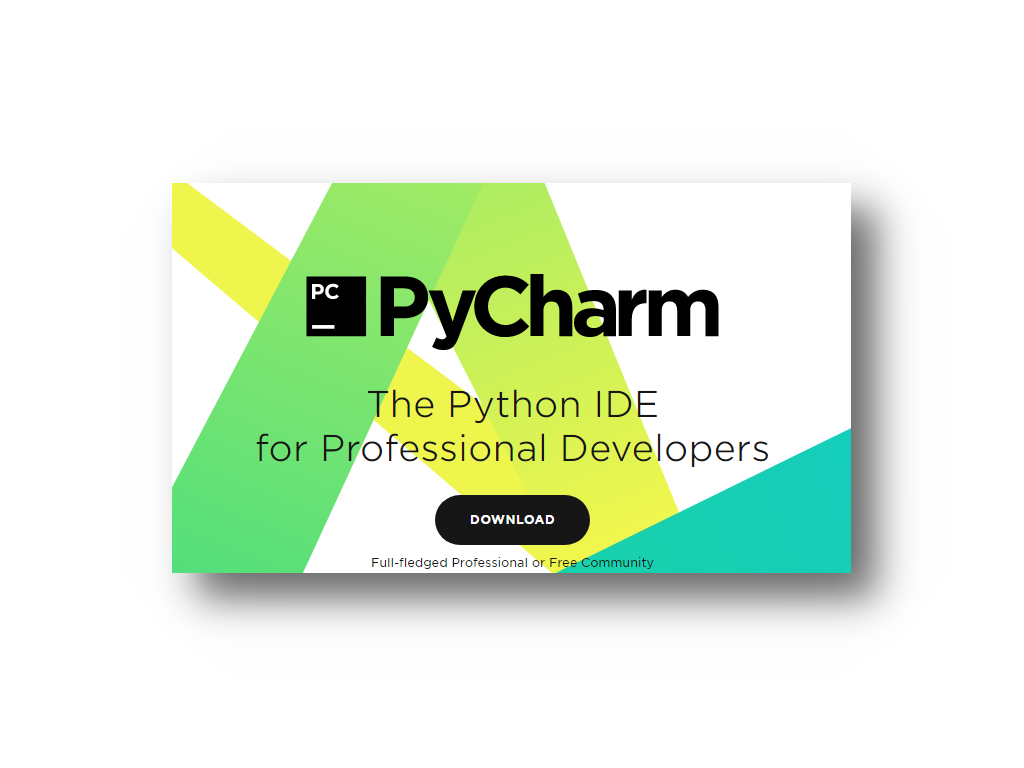 PC
PyCharm
The Python IDE
for Professional Developers
DOWNLOAD
Full-fledged Professional or Free Community